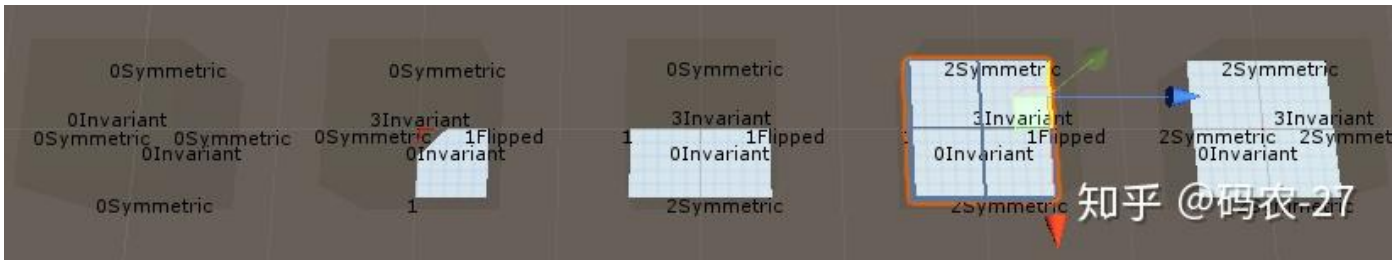 0Symmetric
0Invariant
0Symmetric
0Symmetric
0Invariant
0Symmetric
0Symmetric
3Invariant
0Symmetric
1Flipped
0Invariant
1
0Symmetric
3Invariant
1
1Flipped
0Invariant
2Symmetric
2Symmetric
3Invariant
1Flipped
0Invariant
2Symmetric
2Symmetric
3Invariant
2Symmetric
2Symme
0Invariant
知乎 @码农-27